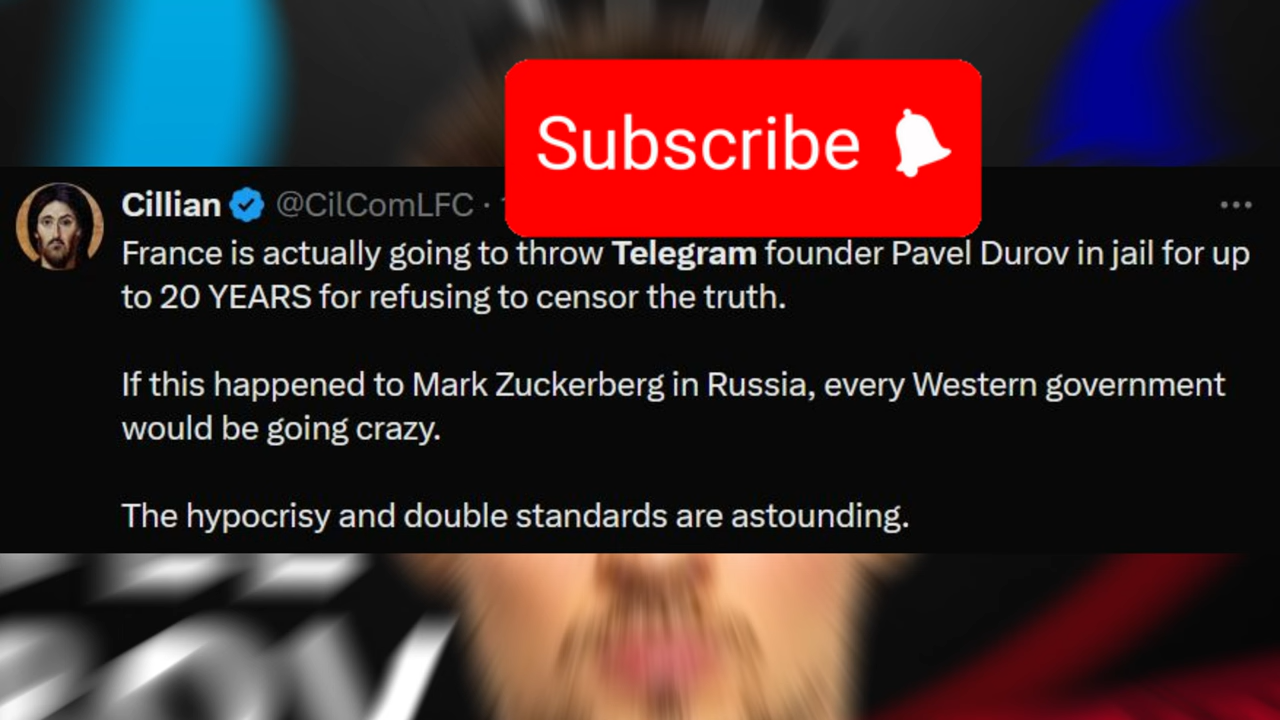 Subscribe
Cillian @CilComLFC ·
France is actually going to throw Telegram founder Pavel Durov in jail for up
to 20 YEARS for refusing to censor the truth.
If this happened to Mark Zuckerberg in Russia, every Western government
would be going crazy.
The hypocrisy and double standards are astounding.